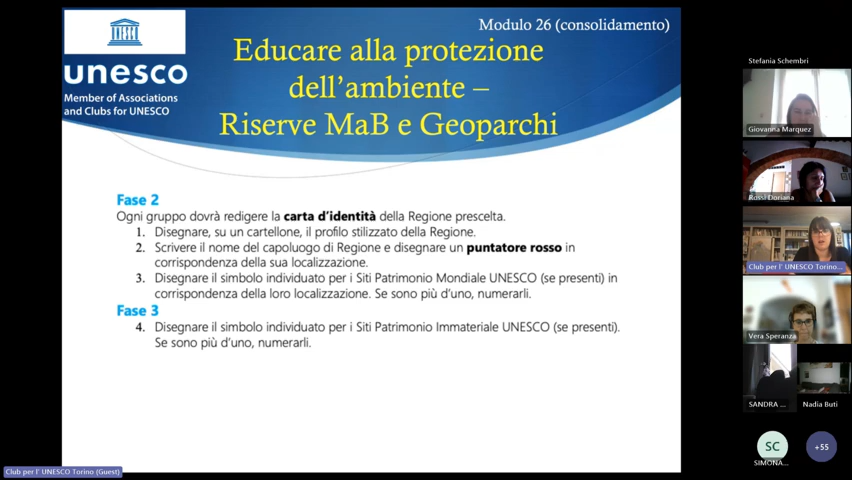 Modulo 26 (consolidamento)
Educare alla protezione
dell'ambiente –
Riserve MaB e Geoparchi
unesco
Member of Associations
and Clubs for UNESCO
Fase 2
Ogni gruppo dovrà redigere la carta d'identità della Regione prescelta.
1. Disegnare, su un cartellone, il profilo stilizzato della Regione.
2. Scrivere il nome del capoluogo di Regione e disegnare un puntatore rosso in
corrispondenza della sua localizzazione.
3. Disegnare il simbolo individuato per i Siti Patrimonio Mondiale UNESCO (se presenti) in
corrispondenza della loro localizzazione. Se sono più d'uno, numerarli.
Fase 3
4. Disegnare il simbolo individuato per i Siti Patrimonio Immateriale UNESCO (se presenti).
Se sono più d'uno, numerarli.
Club per l' UNESCO Torino (Guest)
Stefania Schembri
Giovanna Marquez
Rossi Doriana
Club per l' UNESCO Torino...
Vera Speranza
SANDRA ...
Nadia Buti
SC
+55
SIMONA...